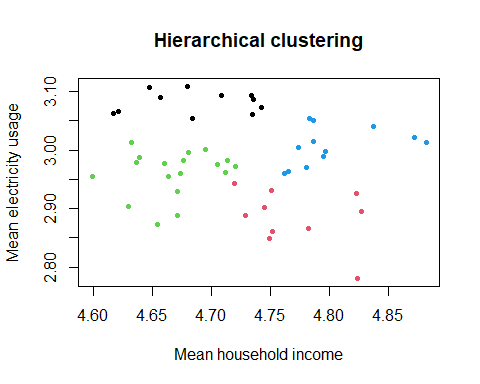 Hierarchical clustering
Mean electricity usage
3.10
3.00
2.90
2.80
4.60 4.65 4.70 4.75 4.80 4.85
Mean household income